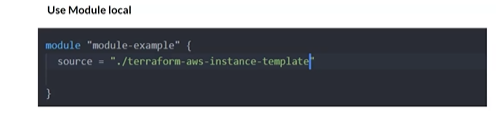 Use Module local
module "module-example" {
source = "./terraform-aws-instance-template"
}